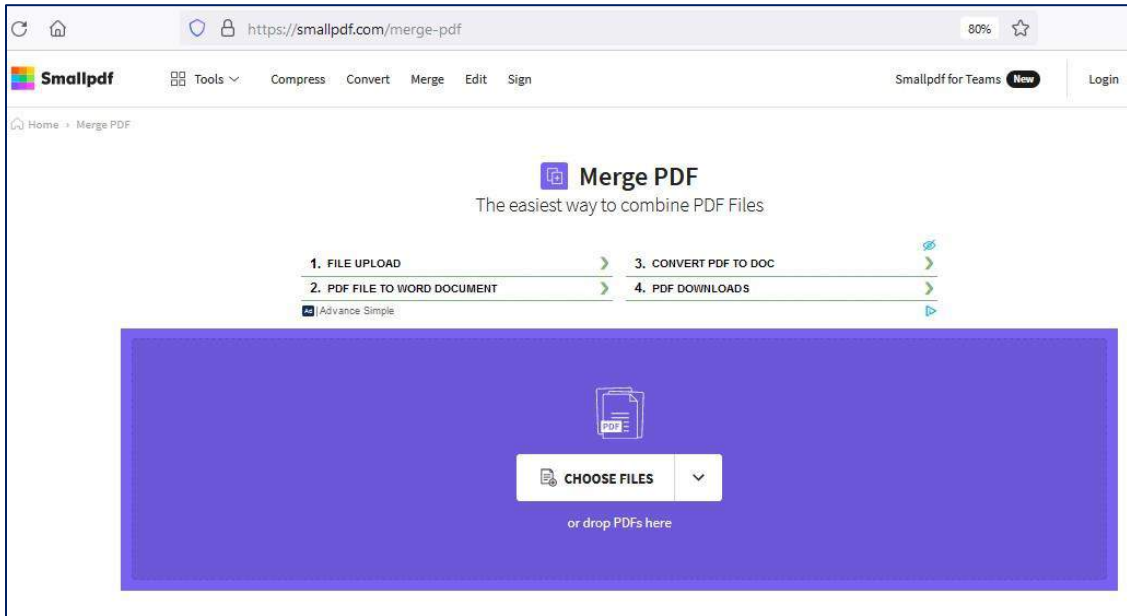 https://smallpdf.com/merge-pdf 80%
Smallpdf Tools Compress Convert Merge Edit Sign Smallpdf for Teams New Login
Home › Merge PDF
Merge PDF
The easiest way to combine PDF Files
1. FILE UPLOAD
2. PDF FILE TO WORD DOCUMENT
3. CONVERT PDF TO DOC
4. PDF DOWNLOADS
Ad | Advance Simple
PDF
CHOOSE FILES
or drop PDFs here